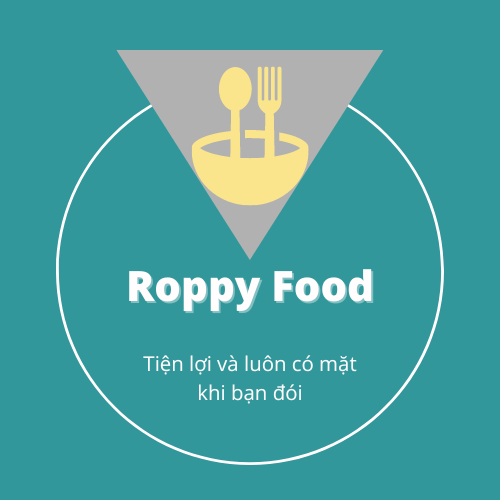 Roppy Food
Tiện lợi và luôn có mặt
khi bạn đói